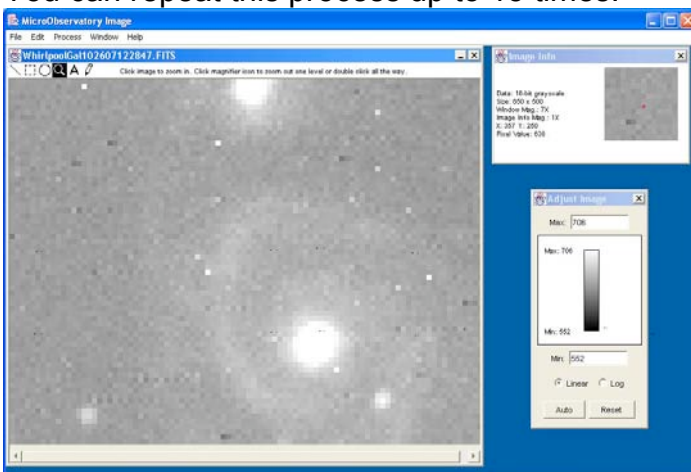 You can repeat this process up to 10 times.
MicroObservatory Image
File Edit Process Window Help
WhirlpoolGal102607122847.FITS
A
Click image to zoom in. Click magnifier icon to zoom out one level or double click all the way.
Image Info
Data: 16-bit grayscale
Size: 650 x 500
Window Mag.: 7X
Image Info Mag.: 1X
X: 357 Y: 250
Pixel Value: 638
Adjust Image
Max: 706
Max: 706
Min: 552
Min: 552
Linear Log
Auto Reset